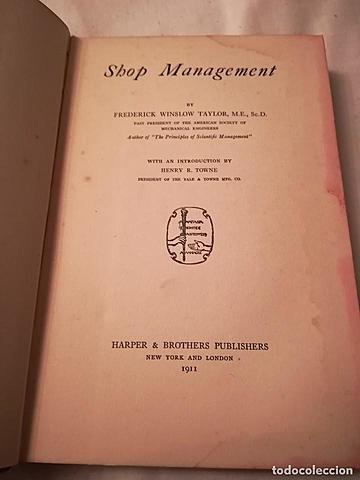 Shop Management
BY
FREDERICK WINSLOW TAYLOR, M.E., Sc.D.
PAST PRESIDENT OF THE AMERICAN SOCIETY OF
MECHANICAL ENGINEERS
Author of "The Principles of Scientific Management"
WITH AN INTRODUCTION BY
HENRY R. TOWNE
PRESIDENT OF THE YALE & TOWNE MFG. CO.
HARPER & BROTHERS PUBLISHERS
NEW YORK AND LONDON
1911
todocoleccion